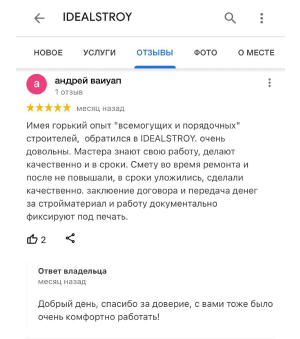 IDEALSTROY
НОВОЕ УСЛУГИ ОТЗЫВЫ ФОТО О МЕСТЕ
а
андрей ваиуап
1 отзыв
месяц назад
Имея горький опыт "всемогущих и порядочных"
строителей, обратился в IDEALSTROY. очень
довольны. Мастера знают свою работу, делают
качественно и в сроки. Смету во время ремонта и
после не повышали, в сроки уложились, сделали
качественно. заклюение договора и передача денег
за стройматериал и работу документально
фиксируют под печать.
2
Ответ владельца
месяц назад
Добрый день, спасибо за доверие, с вами тоже было
очень комфортно работать!